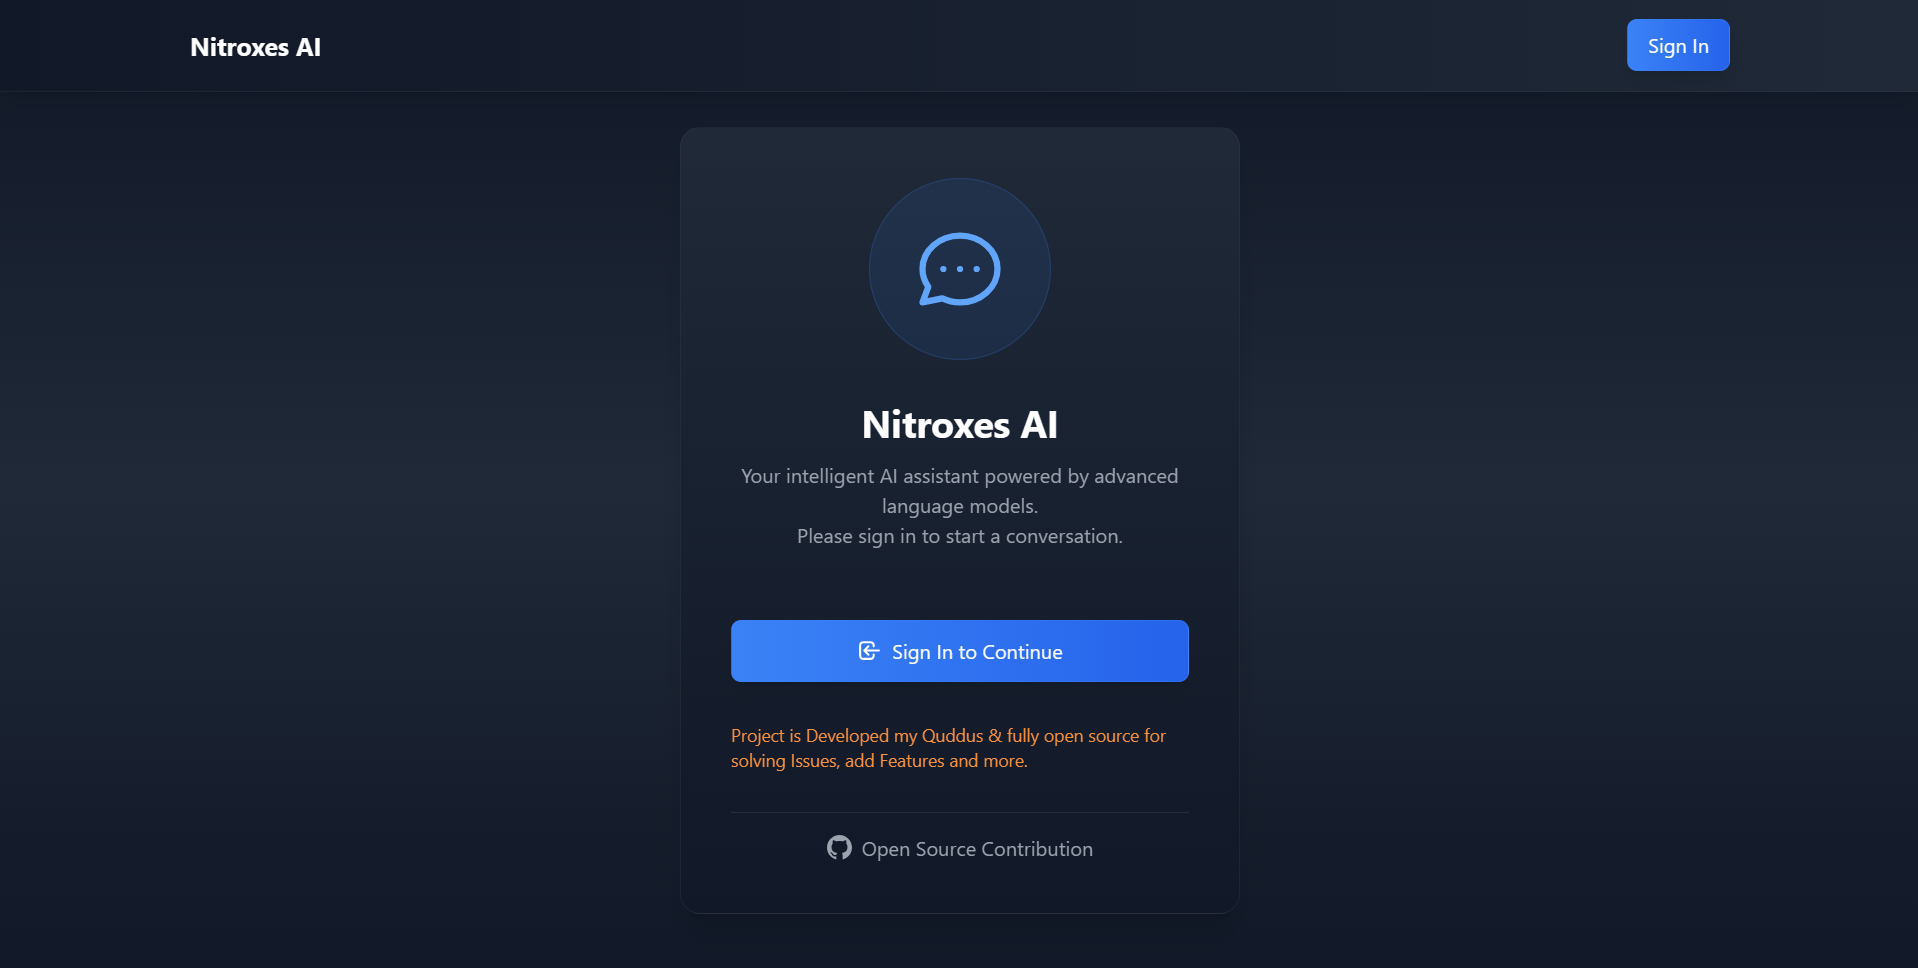 Nitroxes AI
Sign In
Nitroxes AI
Your intelligent AI assistant powered by advanced
language models.
Please sign in to start a conversation.
Sign In to Continue
Project is Developed my Quddus & fully open source for
solving Issues, add Features and more.
Open Source Contribution